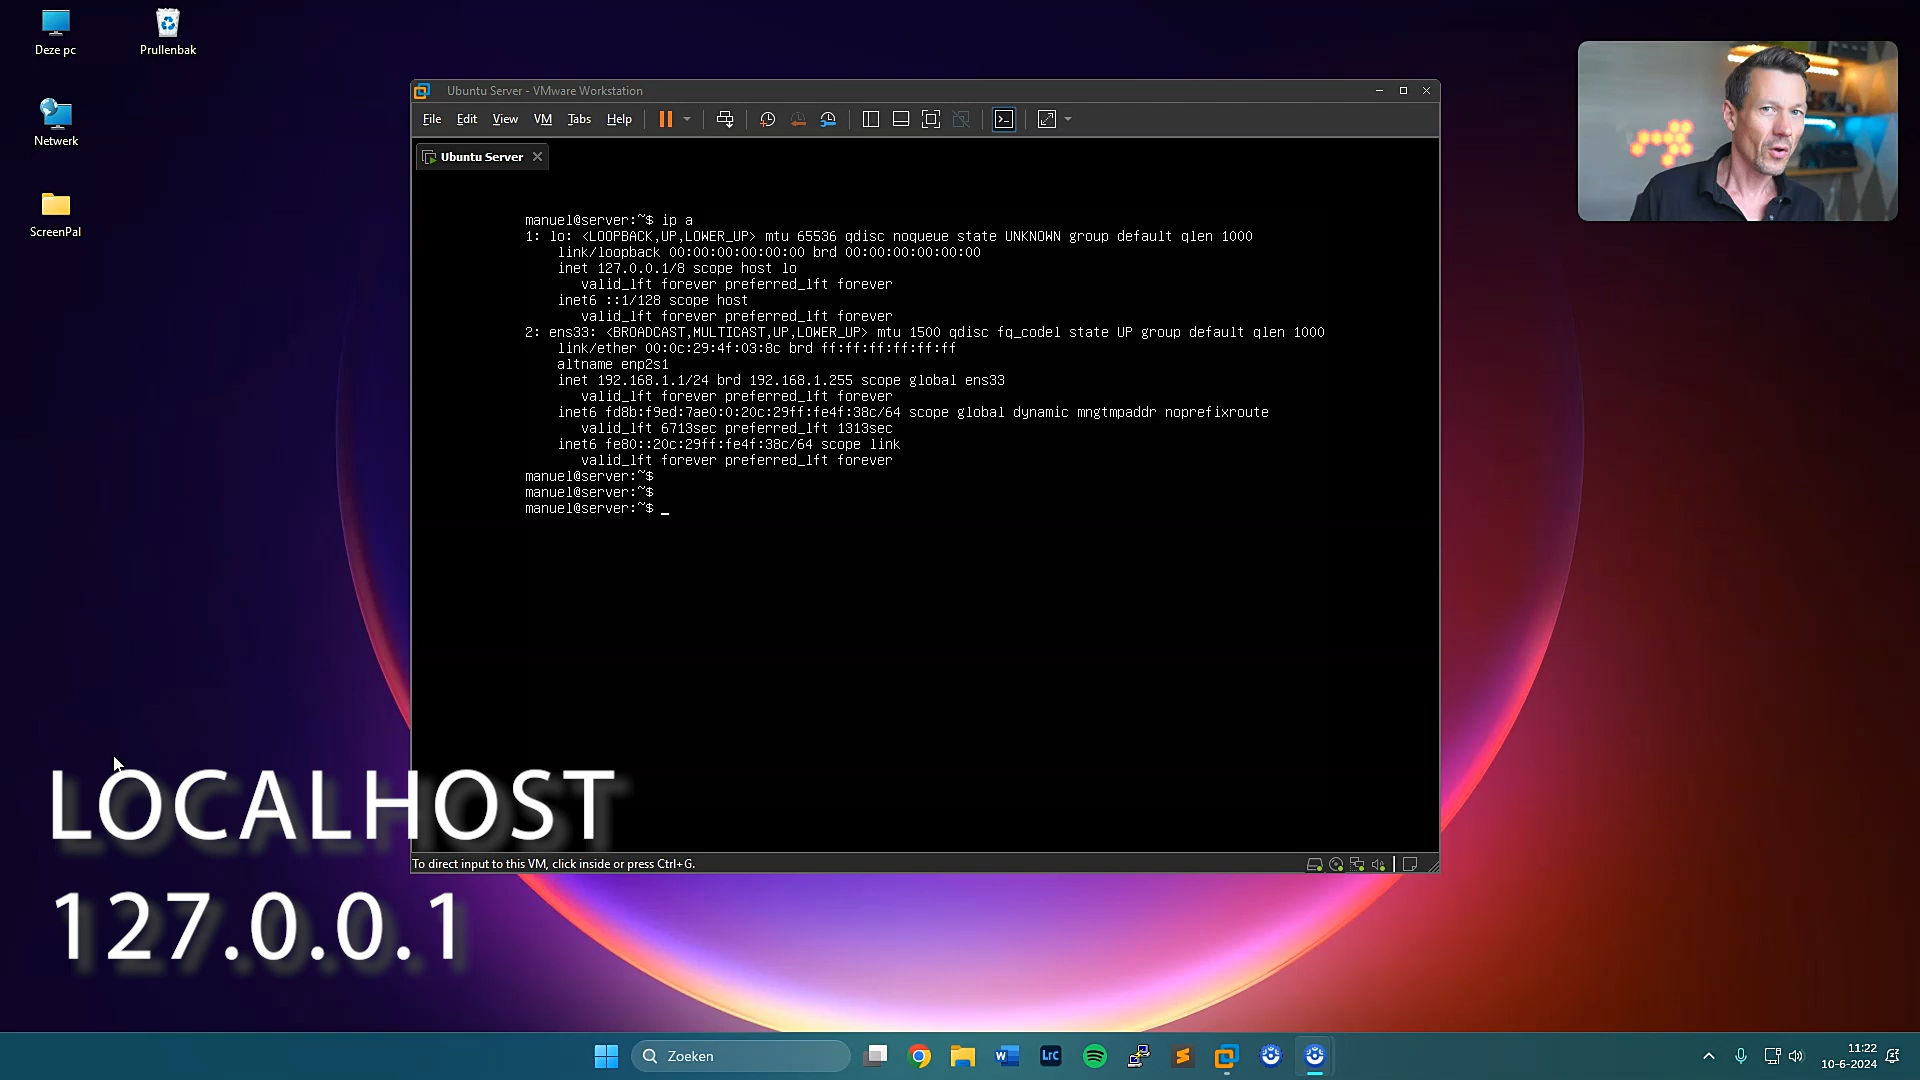 Deze pc
Prullenbak
Netwerk
ScreenPal
Ubuntu Server - VMware Workstation
File Edit View VM Tabs Help
Ubuntu Server
manuel@server:~$ ip a
1: lo: <LOOPBACK,UP,LOWER_UP> mtu 65536 qdisc noqueue state UNKNOWN group default qlen 1000
link/loopback 00:00:00:00:00:00 brd 00:00:00:00:00:00
inet 127.0.0.1/8 scope host lo
valid_lft forever preferred_lft forever
inet6 ::1/128 scope host
valid_lft forever preferred_lft forever
2: ens33: <BROADCAST,MULTICAST,UP,LOWER_UP> mtu 1500 qdisc fq_codel state UP group default qlen 1000
link/ether 00:0c:29:4f:03:8c brd ff:ff:ff:ff:ff:ff
altname enp2s1
inet 192.168.1.1/24 brd 192.168.1.255 scope global ens33
valid_lft forever preferred_lft forever
inet6 fd8b:f9ed:7ae0:0:20c:29ff:fe4f:38c/64 scope global dynamic mngtmpaddr noprefixroute
valid_lft 6713sec preferred_lft 1313sec
inet6 fe80::20c:29ff:fe4f:38c/64 scope link
valid_lft forever preferred_lft forever
manuel@server:~$
manuel@server:~$
manuel@server:~$ _
LOCALHOST
127.0.0.1
To direct input to this VM, click inside or press Ctrl+G.
Zoeken
W
Lrc
11:22
10-6-2024